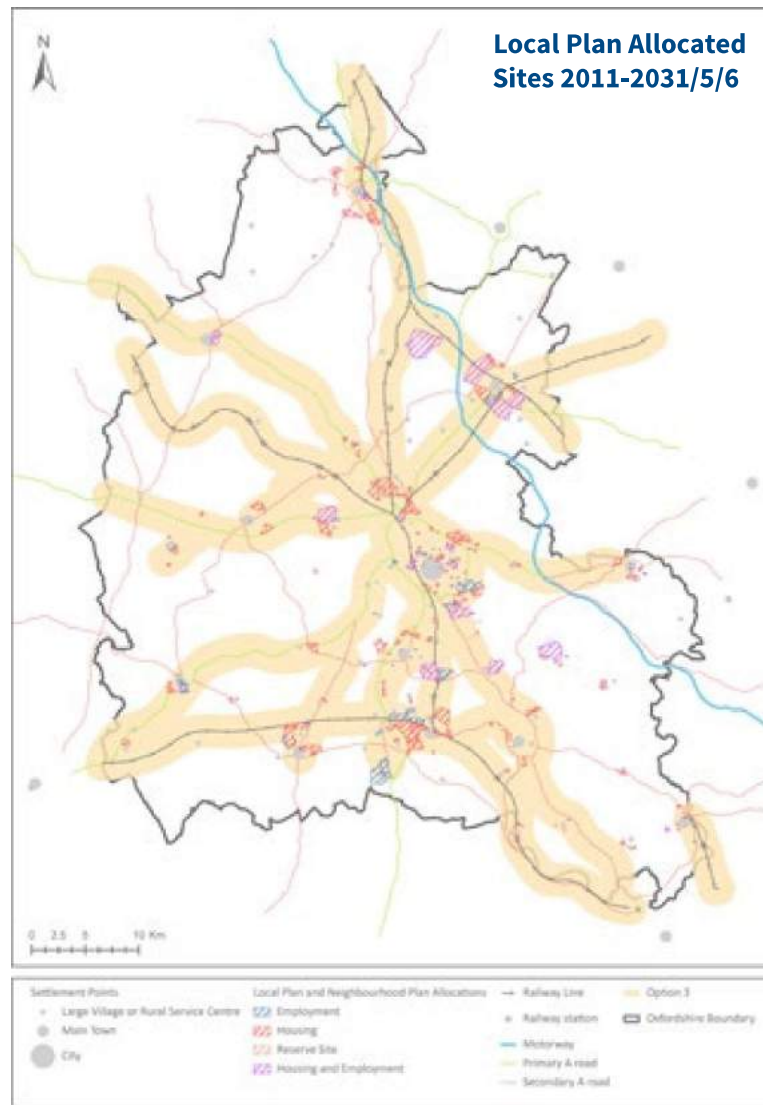 Local Plan Allocated
Sites 2011-2031/5/6
N
0 2.5 5 10 Km
Settlement Points
Large Village or Rural Service Centre
Main Town
City
Local Plan and Neighbourhood Plan Allocations
Employment
Housing
Reserve Site
Housing and Employment
Railway Line
Railway station
Motorway
Primary A road
Secondary A road
Option 3
Oxfordshire Boundary